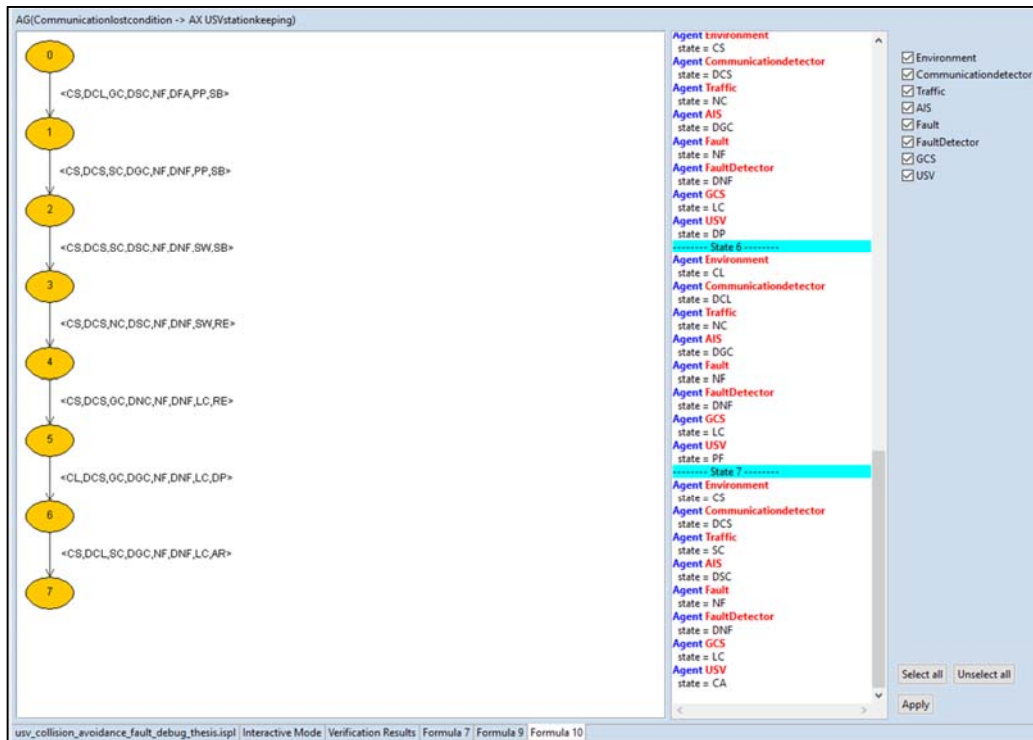 AG(Communicationlostcondition -> AX USVstationkeeping)
0
<CS,DCL,GC,DSC,NF,DFA,PP,SB>
1
<CS,DCS,SC,DGC,NF,DNF,PP,SB>
2
<CS,DCS,SC,DSC,NF,DNF,SW,SB>
3
<CS,DCS,NC,DSC,NF,DNF,SW,RE>
4
<CS,DCS,GC,DNC,NF,DNF,LC,RE>
5
<CL,DCS,GC,DGC,NF,DNF,LC,DP>
6
<CS,DCL,SC,DGC,NF,DNF,LC,AR>
7
Agent Environment
state = CS
Agent Communicationdetector
state = DCS
Agent Traffic
state = NC
Agent AIS
state = DGC
Agent Fault
state = NF
Agent FaultDetector
state = DNF
Agent GCS
state = LC
Agent USV
state = DP
-------- State 6 --------
Agent Environment
state = CL
Agent Communicationdetector
state = DCL
Agent Traffic
state = NC
Agent AIS
state = DGC
Agent Fault
state = NF
Agent FaultDetector
state = DNF
Agent GCS
state = LC
Agent USV
state = PF
-------- State 7 --------
Agent Environment
state = CS
Agent Communicationdetector
state = DCS
Agent Traffic
state = SC
Agent AIS
state = DSC
Agent Fault
state = NF
Agent FaultDetector
state = DNF
Agent GCS
state = LC
Agent USV
state = CA
Environment
Communicationdetector
Traffic
AIS
Fault
FaultDetector
GCS
USV
Select all Unselect all
Apply
usv_collision_avoidance_fault_debug_thesis.ispl Interactive Mode Verification Results Formula 7 Formula 9 Formula 10